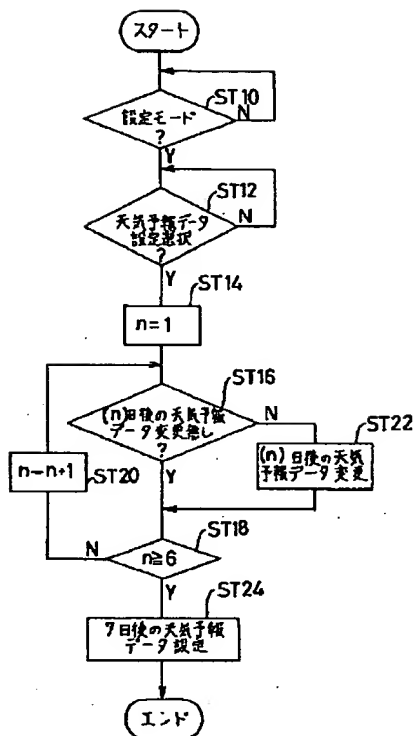 スタート
ST10
設定モード
?
N
Y
ST12
天気予報データ
設定選択
?
N
Y
ST14
n=1
ST16
(n)日後の天気予報
データ変更無し
?
N
Y
ST22
(n)日後の天気
予報データ変更
n←n+1
ST20
ST18
n≧6
N
Y
ST24
7日後の天気予報
データ設定
エンド